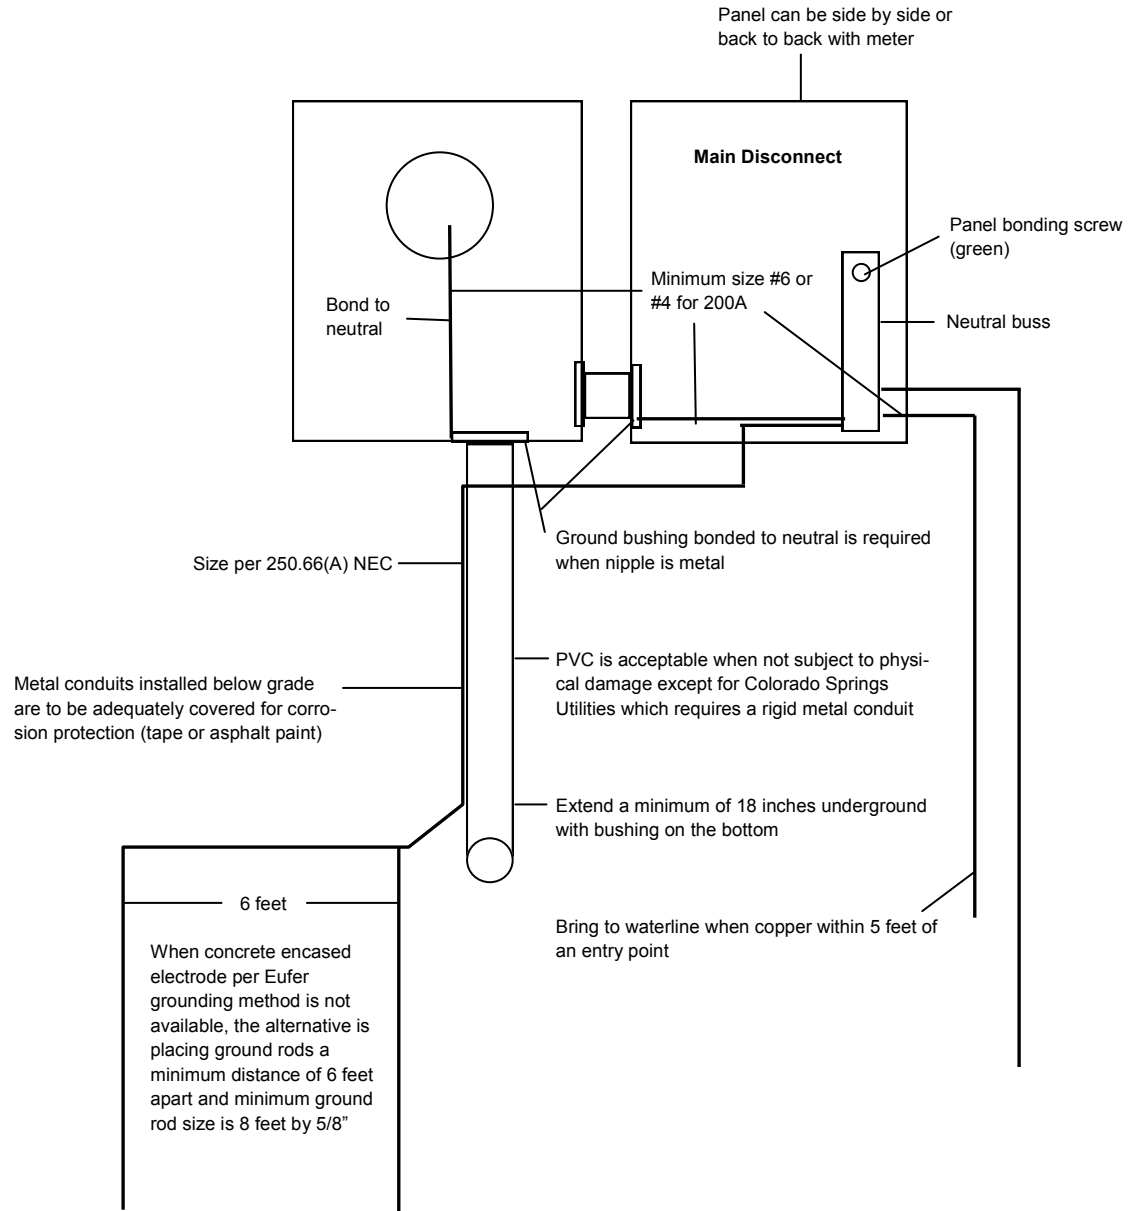 Panel can be side by side or
back to back with meter
Main Disconnect
Panel bonding screw
(green)
Minimum size #6 or
#4 for 200A
Bond to
neutral
Neutral buss
Ground bushing bonded to neutral is required
when nipple is metal
Size per 250.66(A) NEC
PVC is acceptable when not subject to physi-
cal damage except for Colorado Springs
Utilities which requires a rigid metal conduit
Metal conduits installed below grade
are to be adequately covered for corro-
sion protection (tape or asphalt paint)
Extend a minimum of 18 inches underground
with bushing on the bottom
6 feet
Bring to waterline when copper within 5 feet of
an entry point
When concrete encased
electrode per Eufer
grounding method is not
available, the alternative is
placing ground rods a
minimum distance of 6 feet
apart and minimum ground
rod size is 8 feet by 5/8”